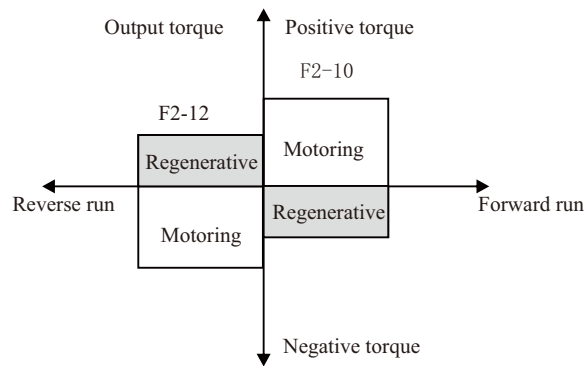 Output torque
Positive torque
F2-10
F2-12
Regenerative
Motoring
Reverse run
Forward run
Motoring
Regenerative
Negative torque